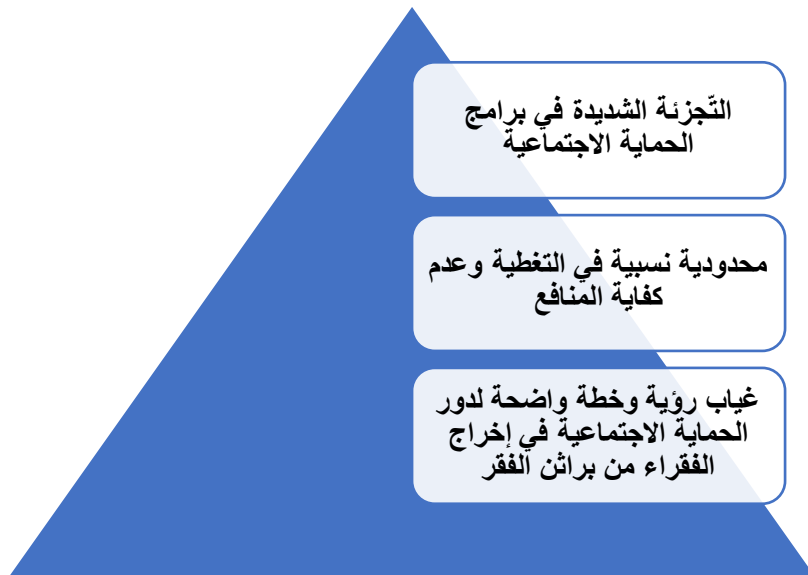 التّجزئة الشديدة في برامج
الحماية الاجتماعية
محدودية نسبية في التغطية وعدم
كفاية المنافع
غياب رؤية وخطة واضحة لدور
الحماية الاجتماعية في إخراج
الفقراء من براثن الفقر